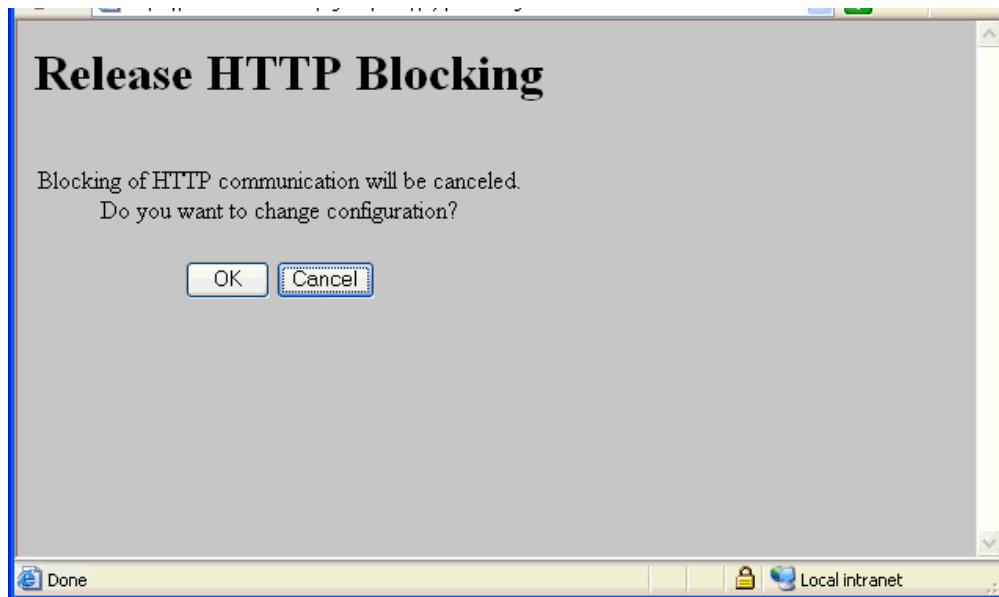 Release HTTP Blocking
Blocking of HTTP communication will be canceled.
Do you want to change configuration?
OK Cancel
Done
Local intranet